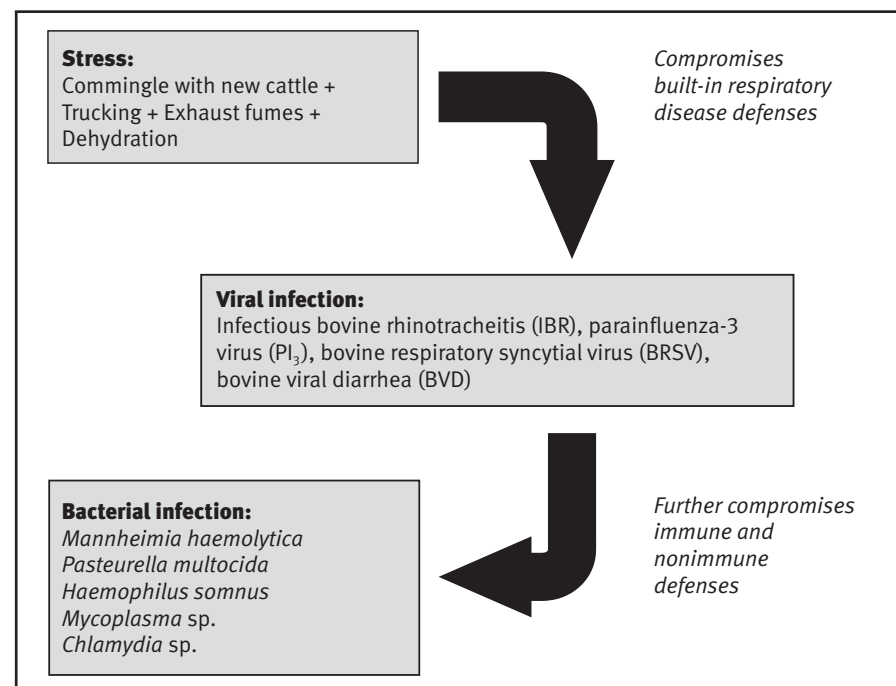 Stress:
Commingle with new cattle +
Trucking + Exhaust fumes +
Dehydration
Compromises
built-in respiratory
disease defenses
Viral infection:
Infectious bovine rhinotracheitis (IBR), parainfluenza-3
virus (PI₃), bovine respiratory syncytial virus (BRSV),
bovine viral diarrhea (BVD)
Further compromises
immune and
nonimmune
defenses
Bacterial infection:
Mannheimia haemolytica
Pasteurella multocida
Haemophilus somnus
Mycoplasma sp.
Chlamydia sp.